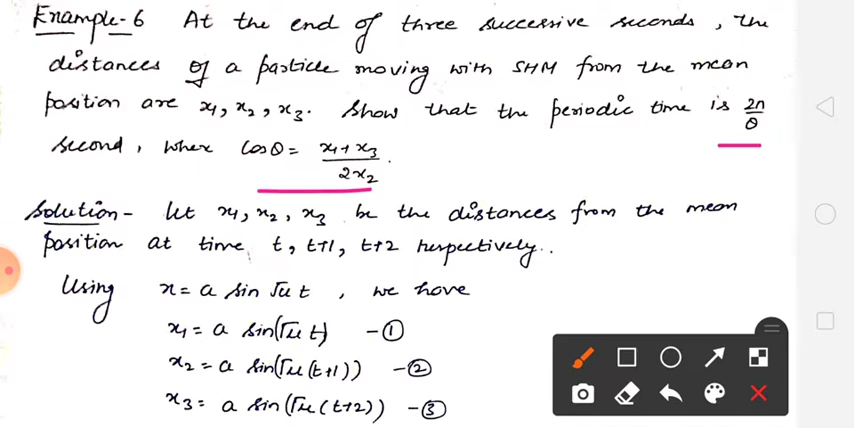 Example-6 At the end of three successive seconds, the
distances of a particle moving with SHM from the mean
position are x₁, x₂, x₃. Show that the periodic time is 2π/θ
second, where cosθ = (x₁+x₃)/2x₂.
Solution- Let x₁, x₂, x₃ be the distances from the mean
position at time t, t+1, t+2 respectively..
Using x = a sin √μ t, we have
x₁ = a sin(√μ t) -①
x₂ = a sin(√μ (t+1)) -②
x₃ = a sin(√μ (t+2)) -③